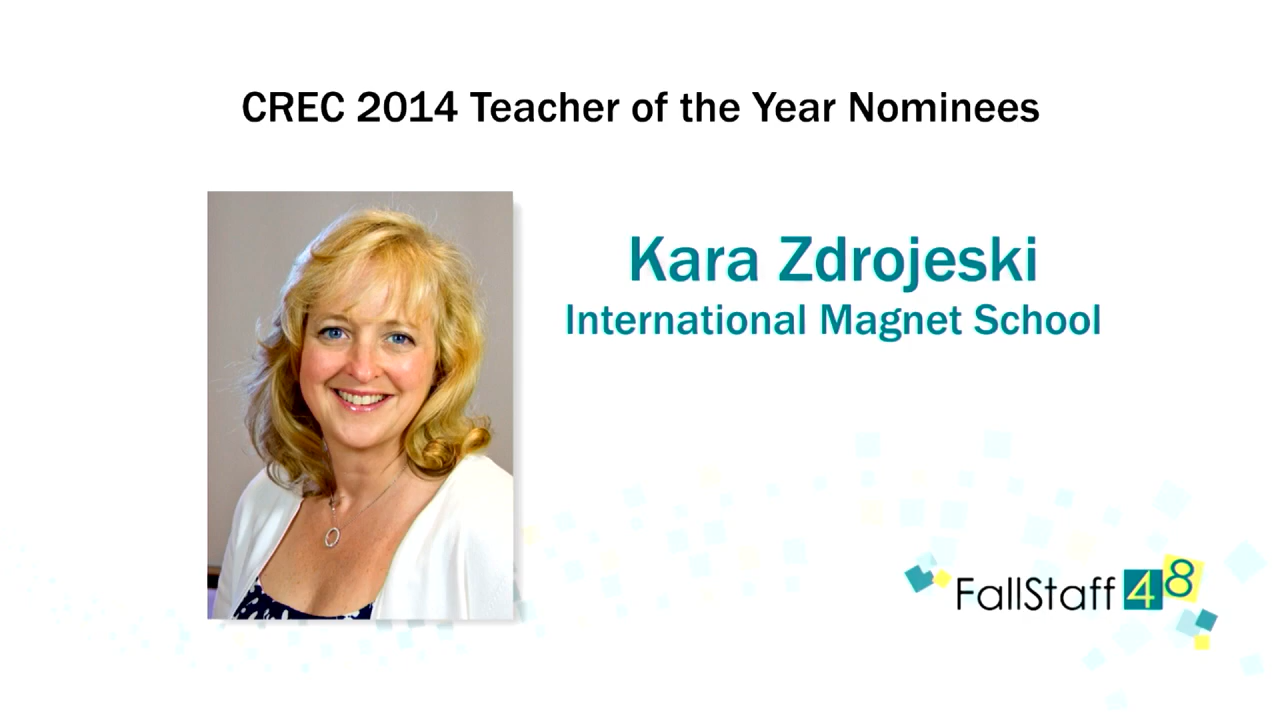 CREC 2014 Teacher of the Year Nominees
Kara Zdrojeski
International Magnet School
FallStaff 48